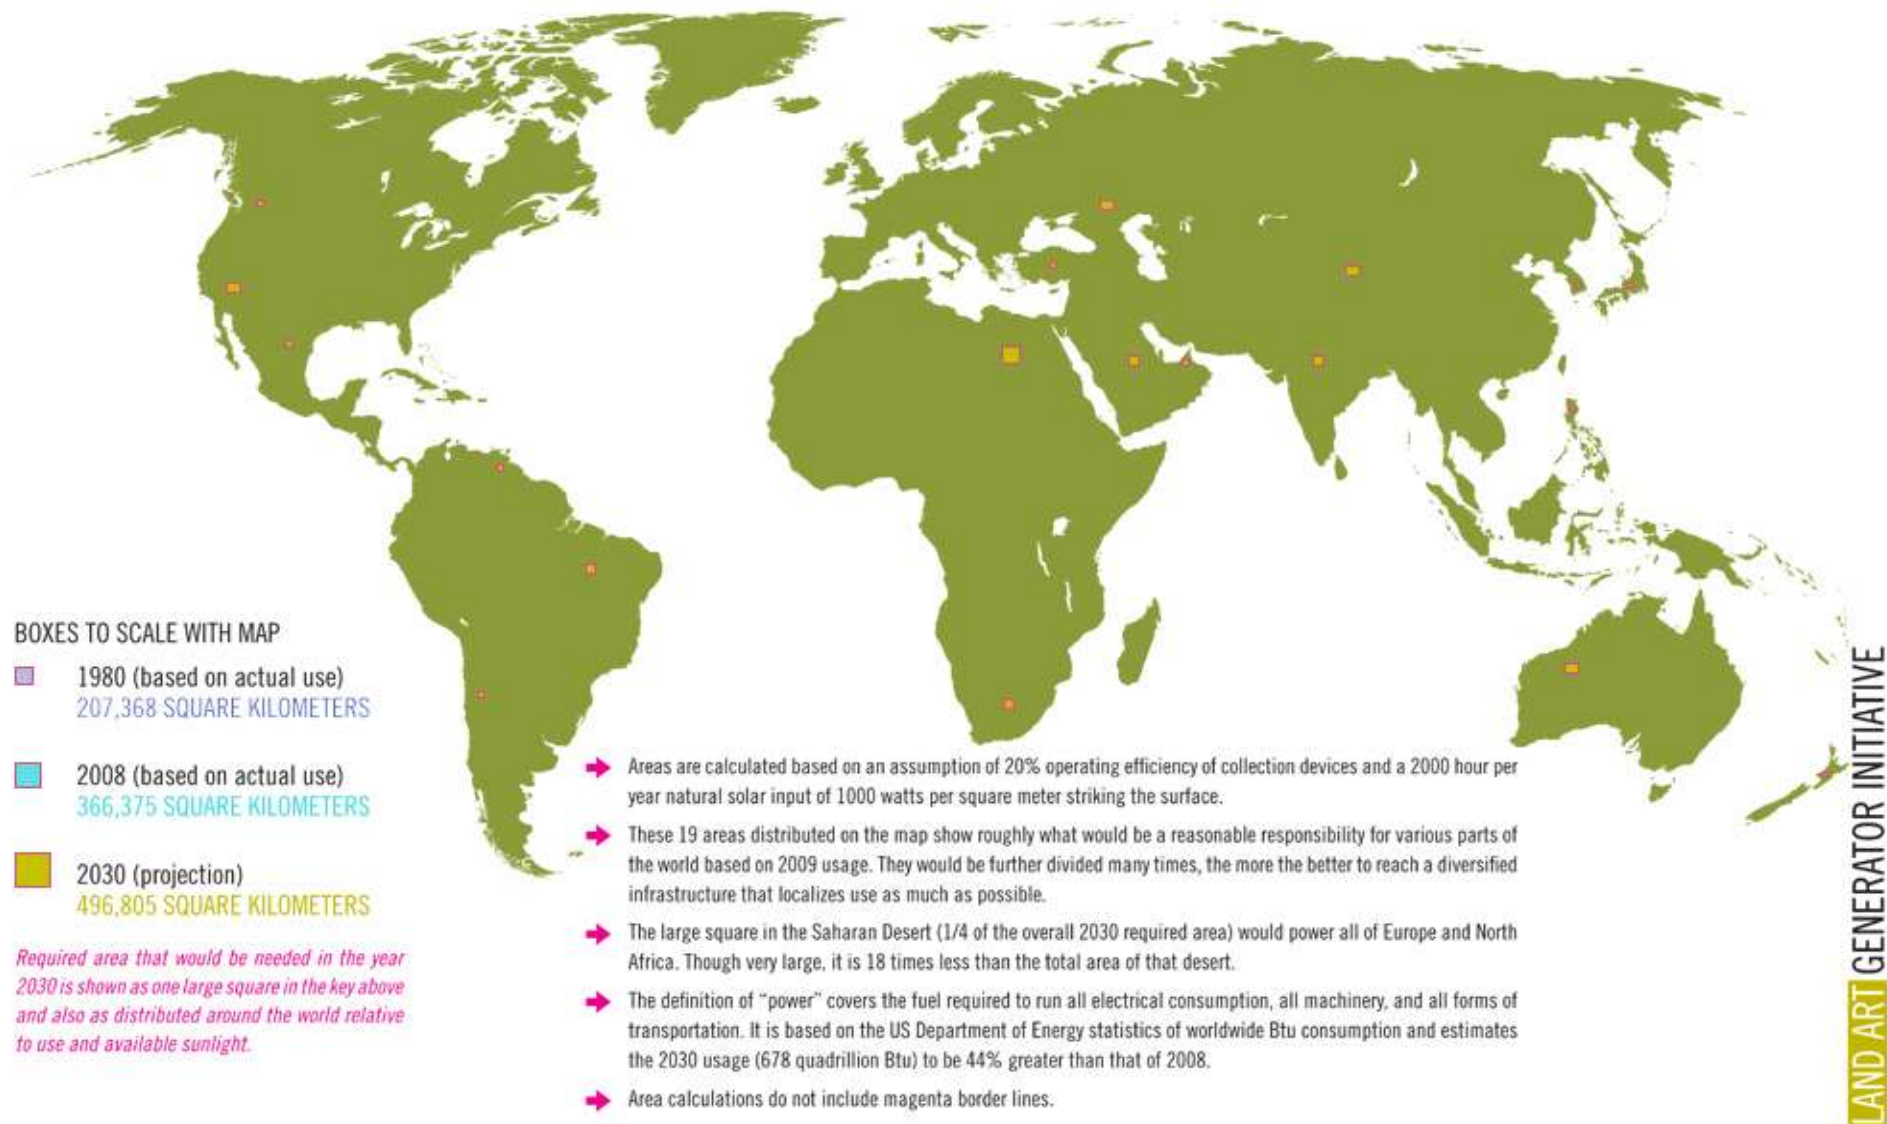 BOXES TO SCALE WITH MAP
1980 (based on actual use)
207,368 SQUARE KILOMETERS
2008 (based on actual use)
366,375 SQUARE KILOMETERS
2030 (projection)
496,805 SQUARE KILOMETERS
Required area that would be needed in the year
2030 is shown as one large square in the key above
and also as distributed around the world relative
to use and available sunlight.
Areas are calculated based on an assumption of 20% operating efficiency of collection devices and a 2000 hour per
year natural solar input of 1000 watts per square meter striking the surface.
These 19 areas distributed on the map show roughly what would be a reasonable responsibility for various parts of
the world based on 2009 usage. They would be further divided many times, the more the better to reach a diversified
infrastructure that localizes use as much as possible.
The large square in the Saharan Desert (1/4 of the overall 2030 required area) would power all of Europe and North
Africa. Though very large, it is 18 times less than the total area of that desert.
The definition of “power” covers the fuel required to run all electrical consumption, all machinery, and all forms of
transportation. It is based on the US Department of Energy statistics of worldwide Btu consumption and estimates
the 2030 usage (678 quadrillion Btu) to be 44% greater than that of 2008.
Area calculations do not include magenta border lines.
LAND ART GENERATOR INITIATIVE